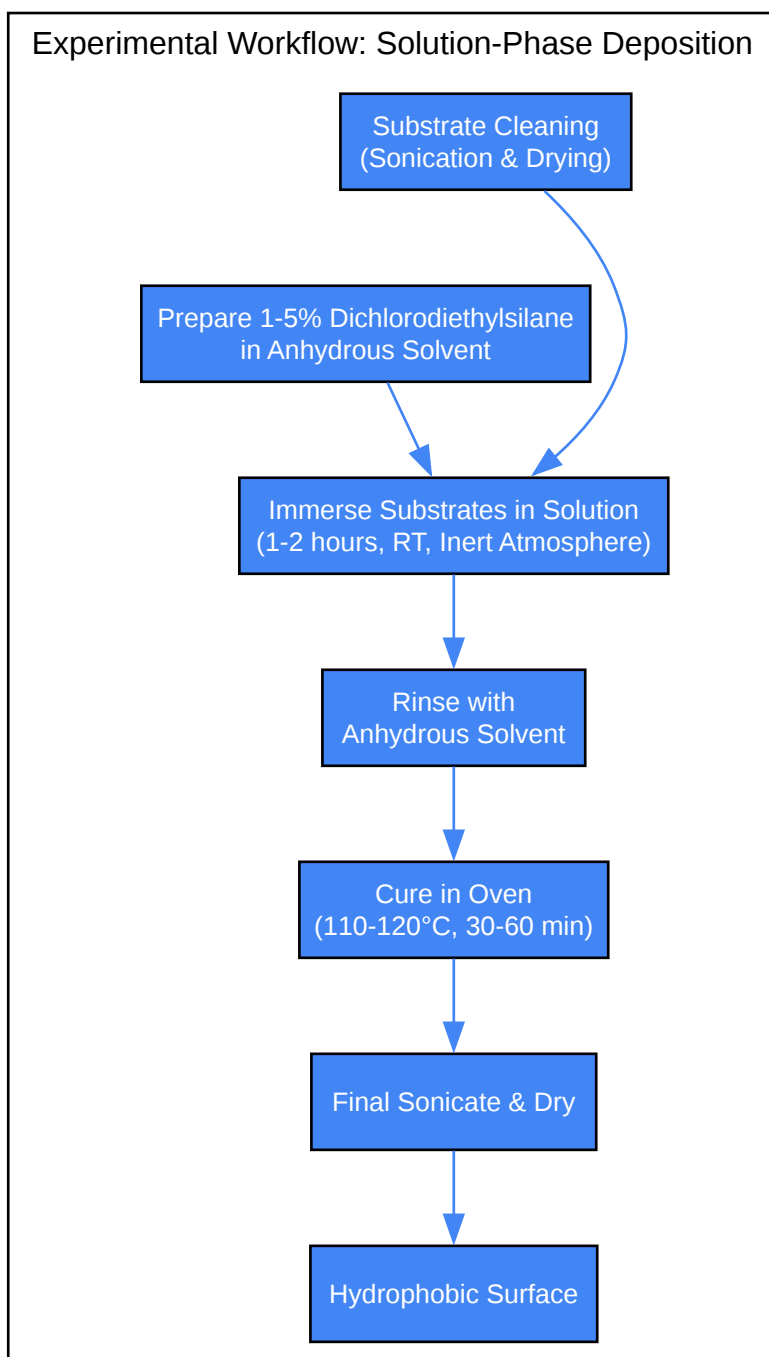 Experimental Workflow: Solution-Phase Deposition
Substrate Cleaning
(Sonication & Drying)
Prepare 1-5% Dichlorodiethylsilane
in Anhydrous Solvent
Immerse Substrates in Solution
(1-2 hours, RT, Inert Atmosphere)
Rinse with
Anhydrous Solvent
Cure in Oven
(110-120°C, 30-60 min)
Final Sonicate & Dry
Hydrophobic Surface